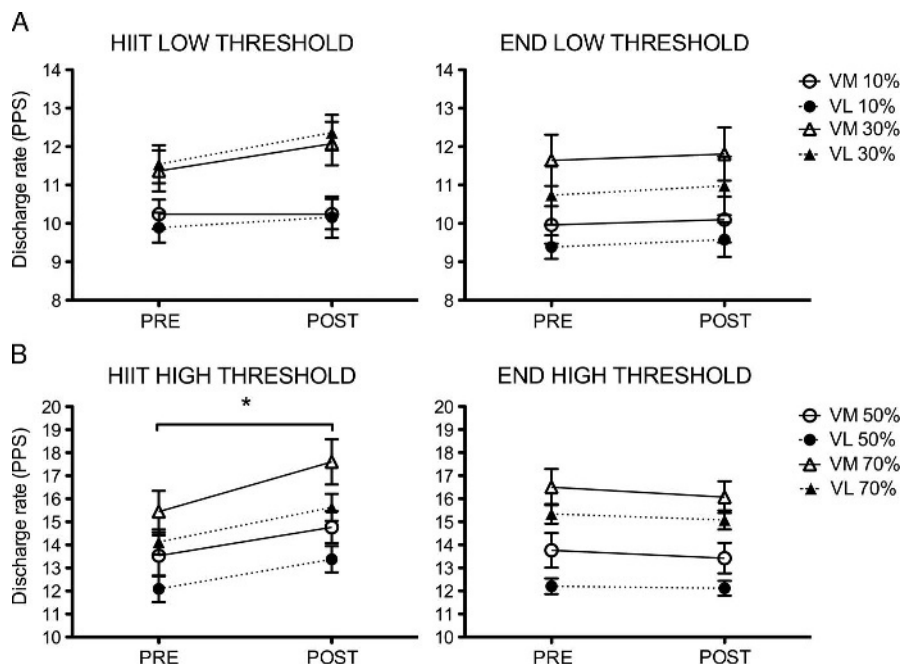 A
HIIT LOW THRESHOLD
END LOW THRESHOLD
Discharge rate (PPS)
14
13
12
11
10
9
8
PRE
POST
14
13
12
11
10
9
8
PRE
POST
VM 10%
VL 10%
VM 30%
VL 30%
B
HIIT HIGH THRESHOLD
END HIGH THRESHOLD
Discharge rate (PPS)
20
19
18
17
16
15
14
13
12
11
10
*
PRE
POST
20
19
18
17
16
15
14
13
12
11
10
PRE
POST
VM 50%
VL 50%
VM 70%
VL 70%